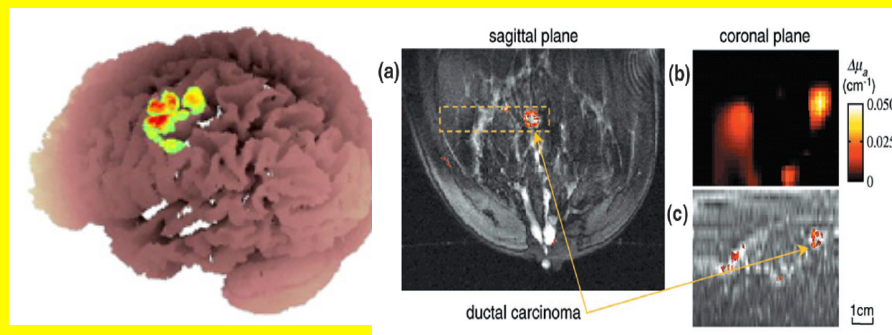 sagittal plane
coronal plane
(a)
(b)
Δμa
(cm-1)
0.050
0.025
0
(c)
ductal carcinoma
1cm